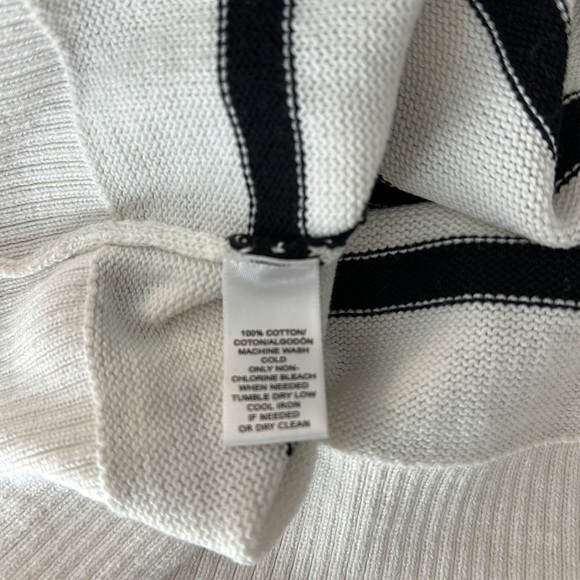 100% COTTON/
COTON/ALGODÓN
MACHINE WASH
COLD
ONLY NON-
CHLORINE BLEACH
WHEN NEEDED
TUMBLE DRY LOW
COOL IRON
IF NEEDED
OR DRY CLEAN